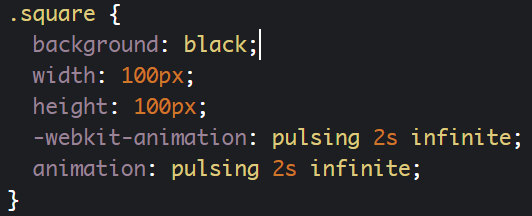 .square {
  background: black;
  width: 100px;
  height: 100px;
  -webkit-animation: pulsing 2s infinite;
  animation: pulsing 2s infinite;
}